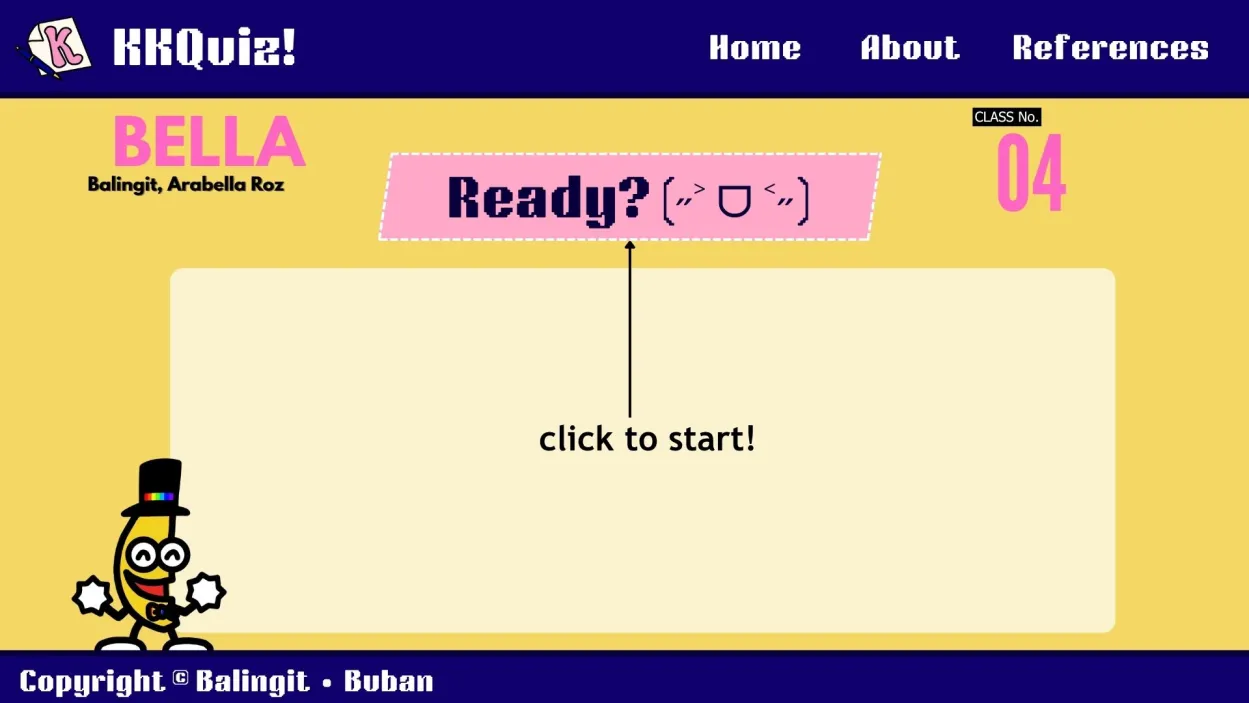 K KKQuiz! Home About References
BELLA
Balingit, Arabella Roz
CLASS No.
04
Ready? (˶˃ ᗜ ˂˶)
click to start!
Copyright © Balingit • Buban